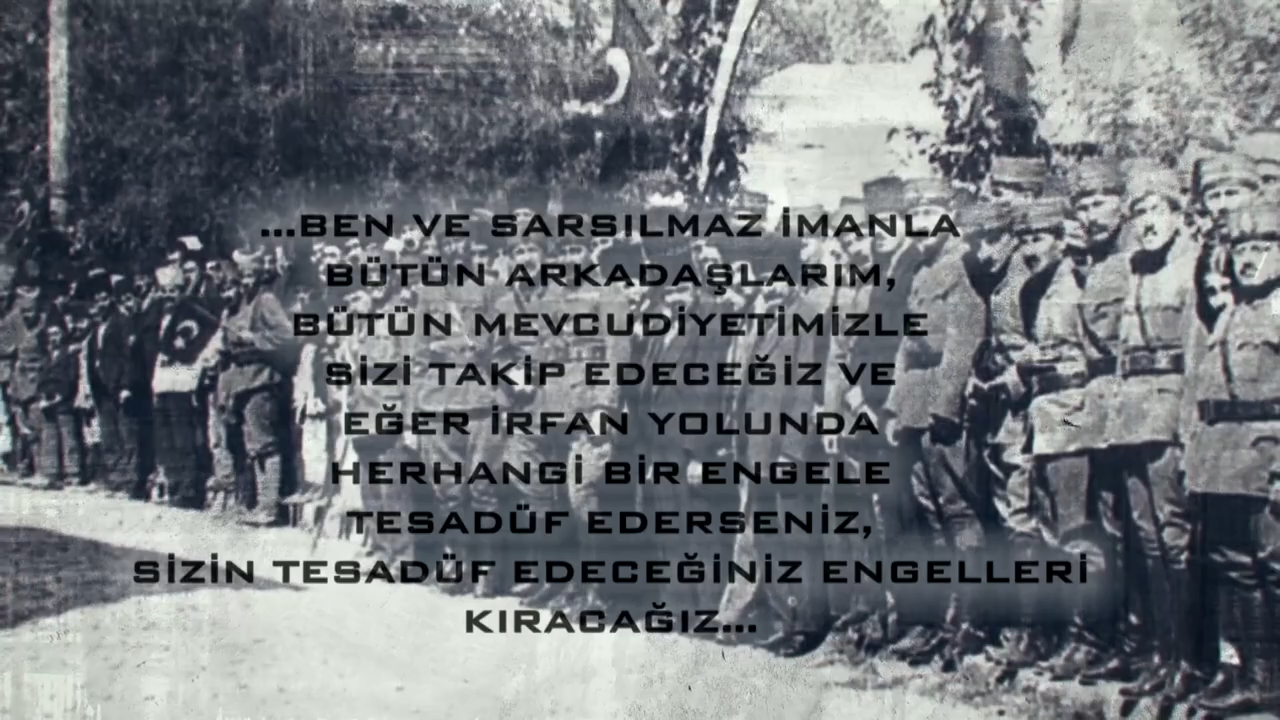 ...BEN VE SARSILMAZ İMANLA
BÜTÜN ARKADAŞLARIM,
BÜTÜN MEVCUDİYETİMİZLE
SİZİ TAKİP EDECEĞİZ VE
EĞER İRFAN YOLUNDA
HERHANGİ BİR ENGELE
TESADÜF EDERSENİZ,
SİZİN TESADÜF EDECEĞİNİZ ENGELLERİ
KIRACAĞIZ...